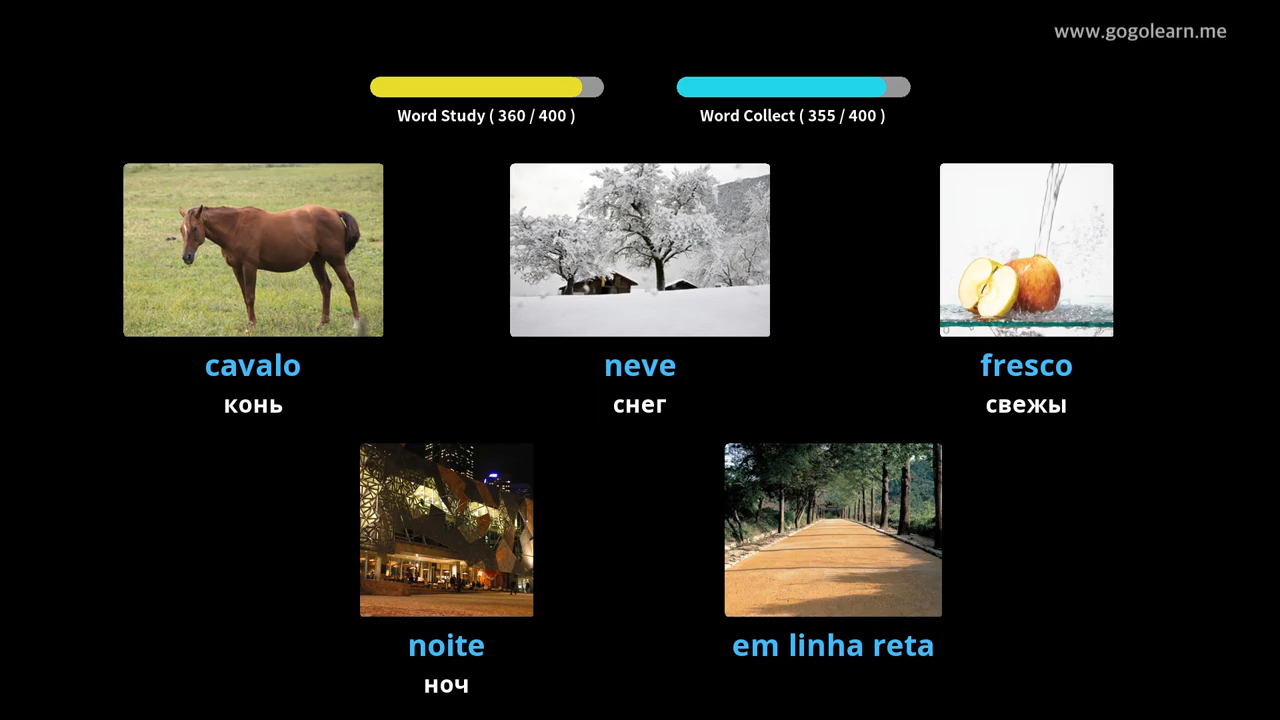 www.gogolearn.me
Word Study ( 360 / 400 )
Word Collect ( 355 / 400 )
cavalo
конь
neve
снег
fresco
свежы
noite
ноч
em linha reta